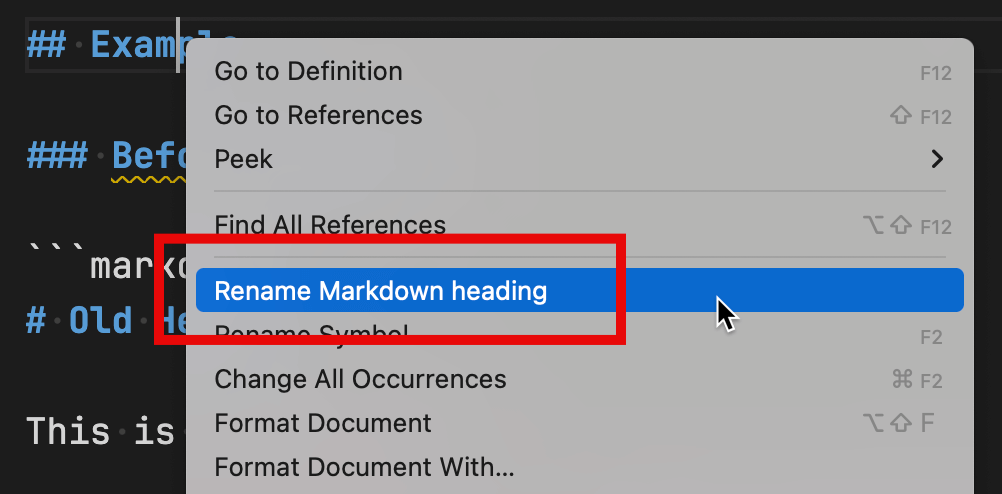 ## Example
Go to Definition F12
Go to References ⇧ F12
### Befo
Peek
Find All References ⌥⇧ F12
```markd
Rename Markdown heading
# Old He
Rename Symbol F2
Change All Occurrences ⌘ F2
This is
Format Document ⌥⇧ F
Format Document With...